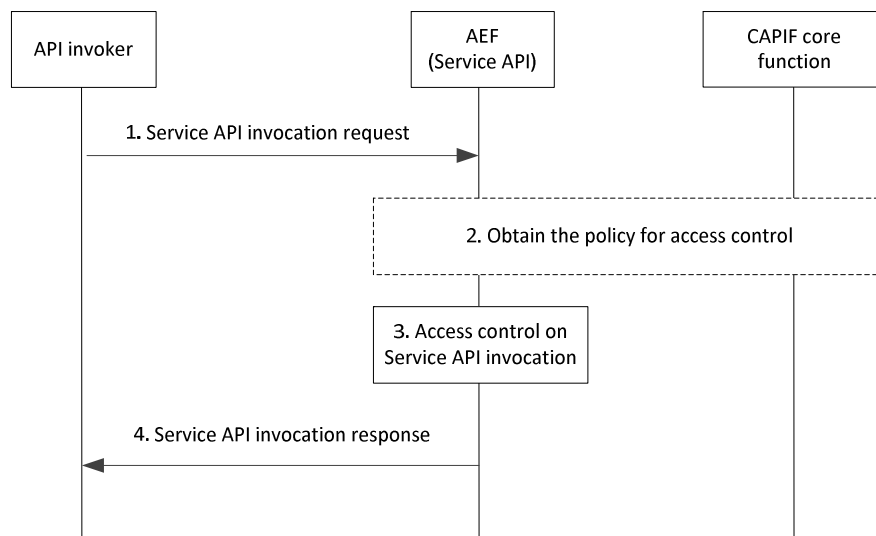 API invoker
AEF
(Service API)
CAPIF core
function
1. Service API invocation request
2. Obtain the policy for access control
3. Access control on
Service API invocation
4. Service API invocation response